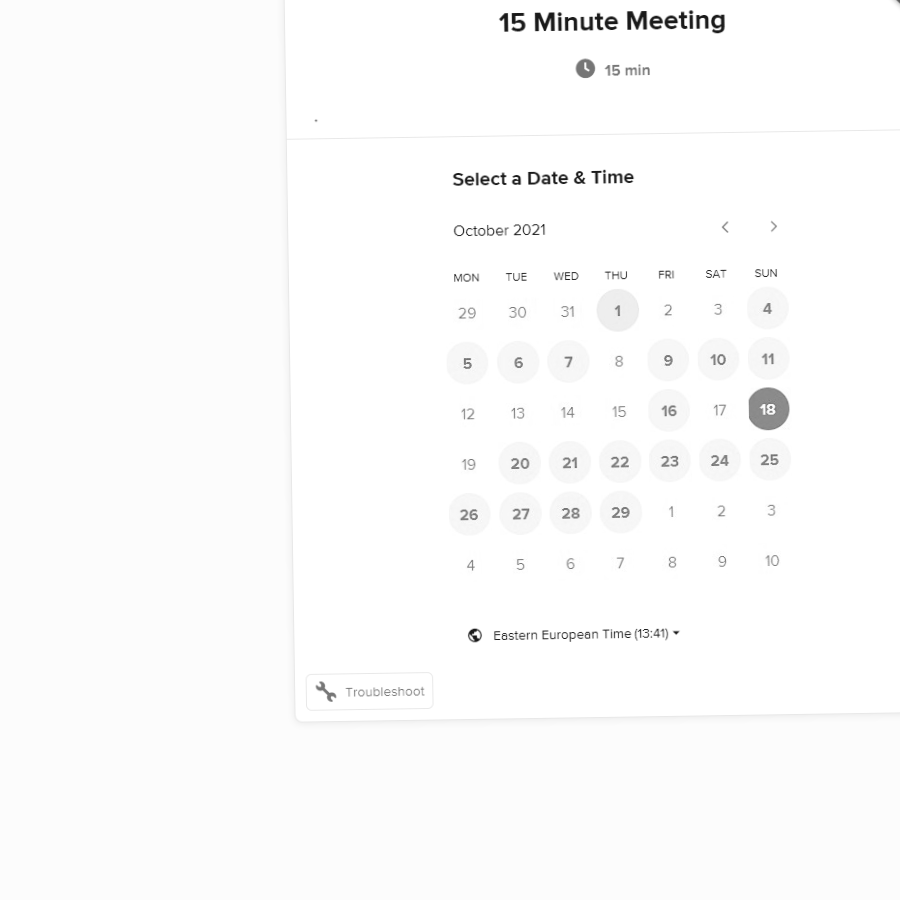 15 Minute Meeting
15 min
.
Select a Date & Time
October 2021
MON TUE WED THU FRI SAT SUN
29 30 31 1 2 3 4
5 6 7 8 9 10 11
12 13 14 15 16 17 18
19 20 21 22 23 24 25
26 27 28 29 1 2 3
4 5 6 7 8 9 10
Eastern European Time (13:41)
Troubleshoot